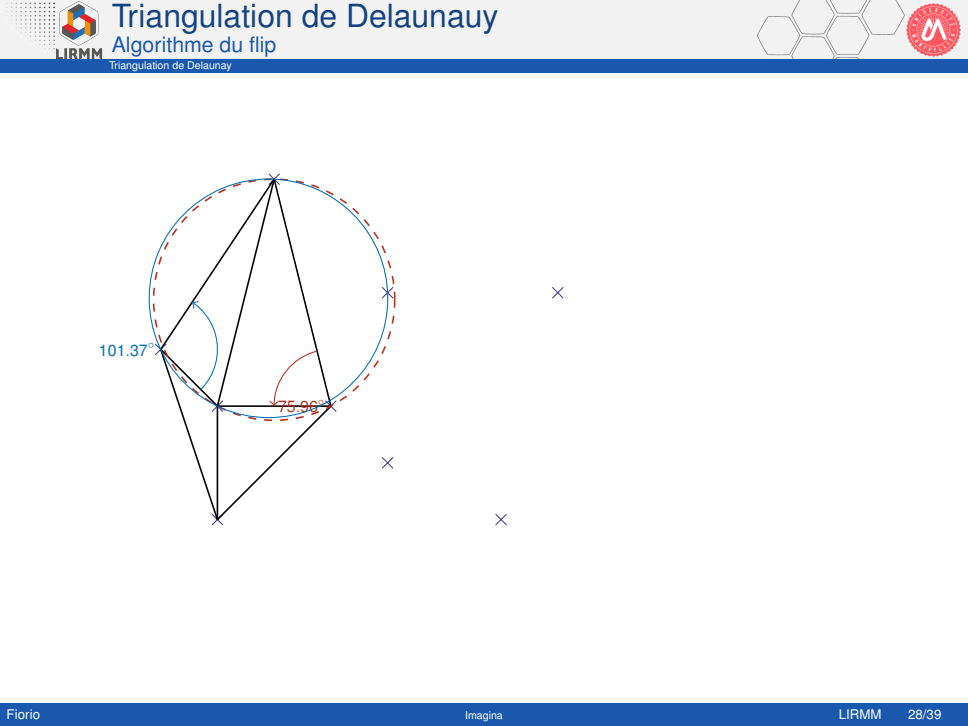 Triangulation de Delaunauy
Algorithme du flip
LIRMM
Triangulation de Delaunay
101.37°
75.96°
Fiorio
Imagina
LIRMM
28/39